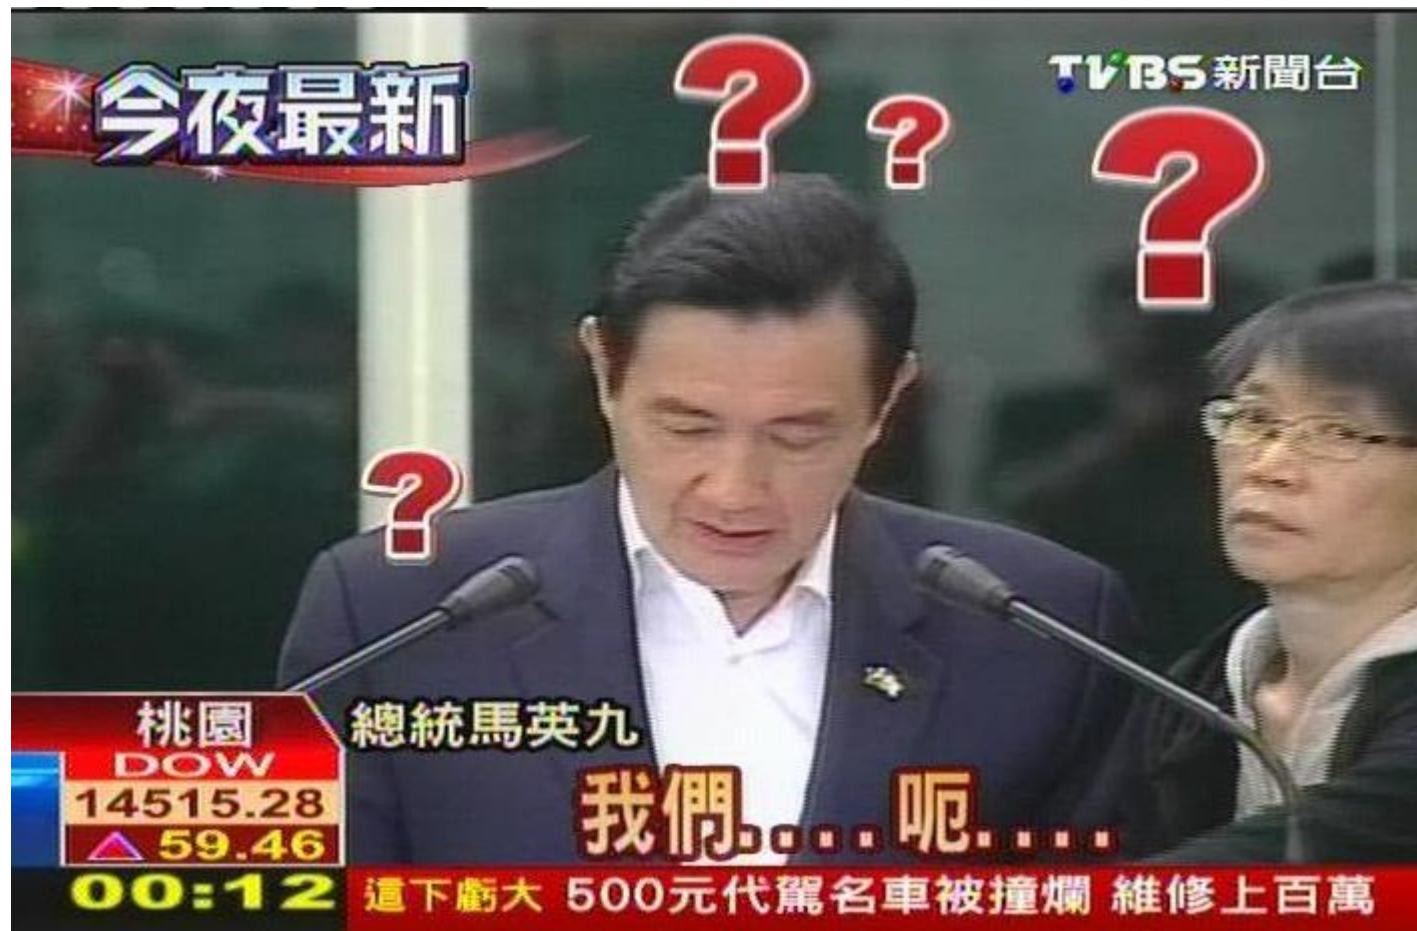 今夜最新
TVBS新聞台
?
?
?
?
總統馬英九
我們....呃....
桃園
DOW
14515.28
59.46
00:12
這下虧大 500元代駕名車被撞爛 維修上百萬